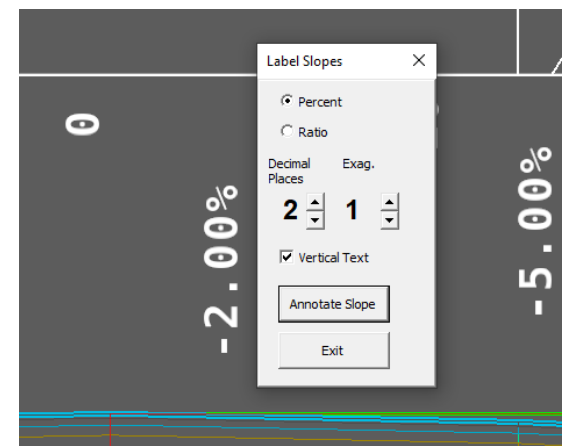 Label Slopes
Percent
Ratio
Decimal
Places
Exag.
2
1
Vertical Text
Annotate Slope
Exit
0
-2.00%
-5.00%